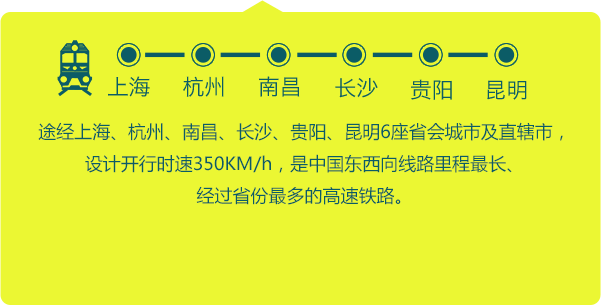 上海 杭州 南昌 长沙 贵阳 昆明
途经上海、杭州、南昌、长沙、贵阳、昆明6座省会城市及直辖市，
设计开行时速350KM/h，是中国东西向线路里程最长、
经过省份最多的高速铁路。